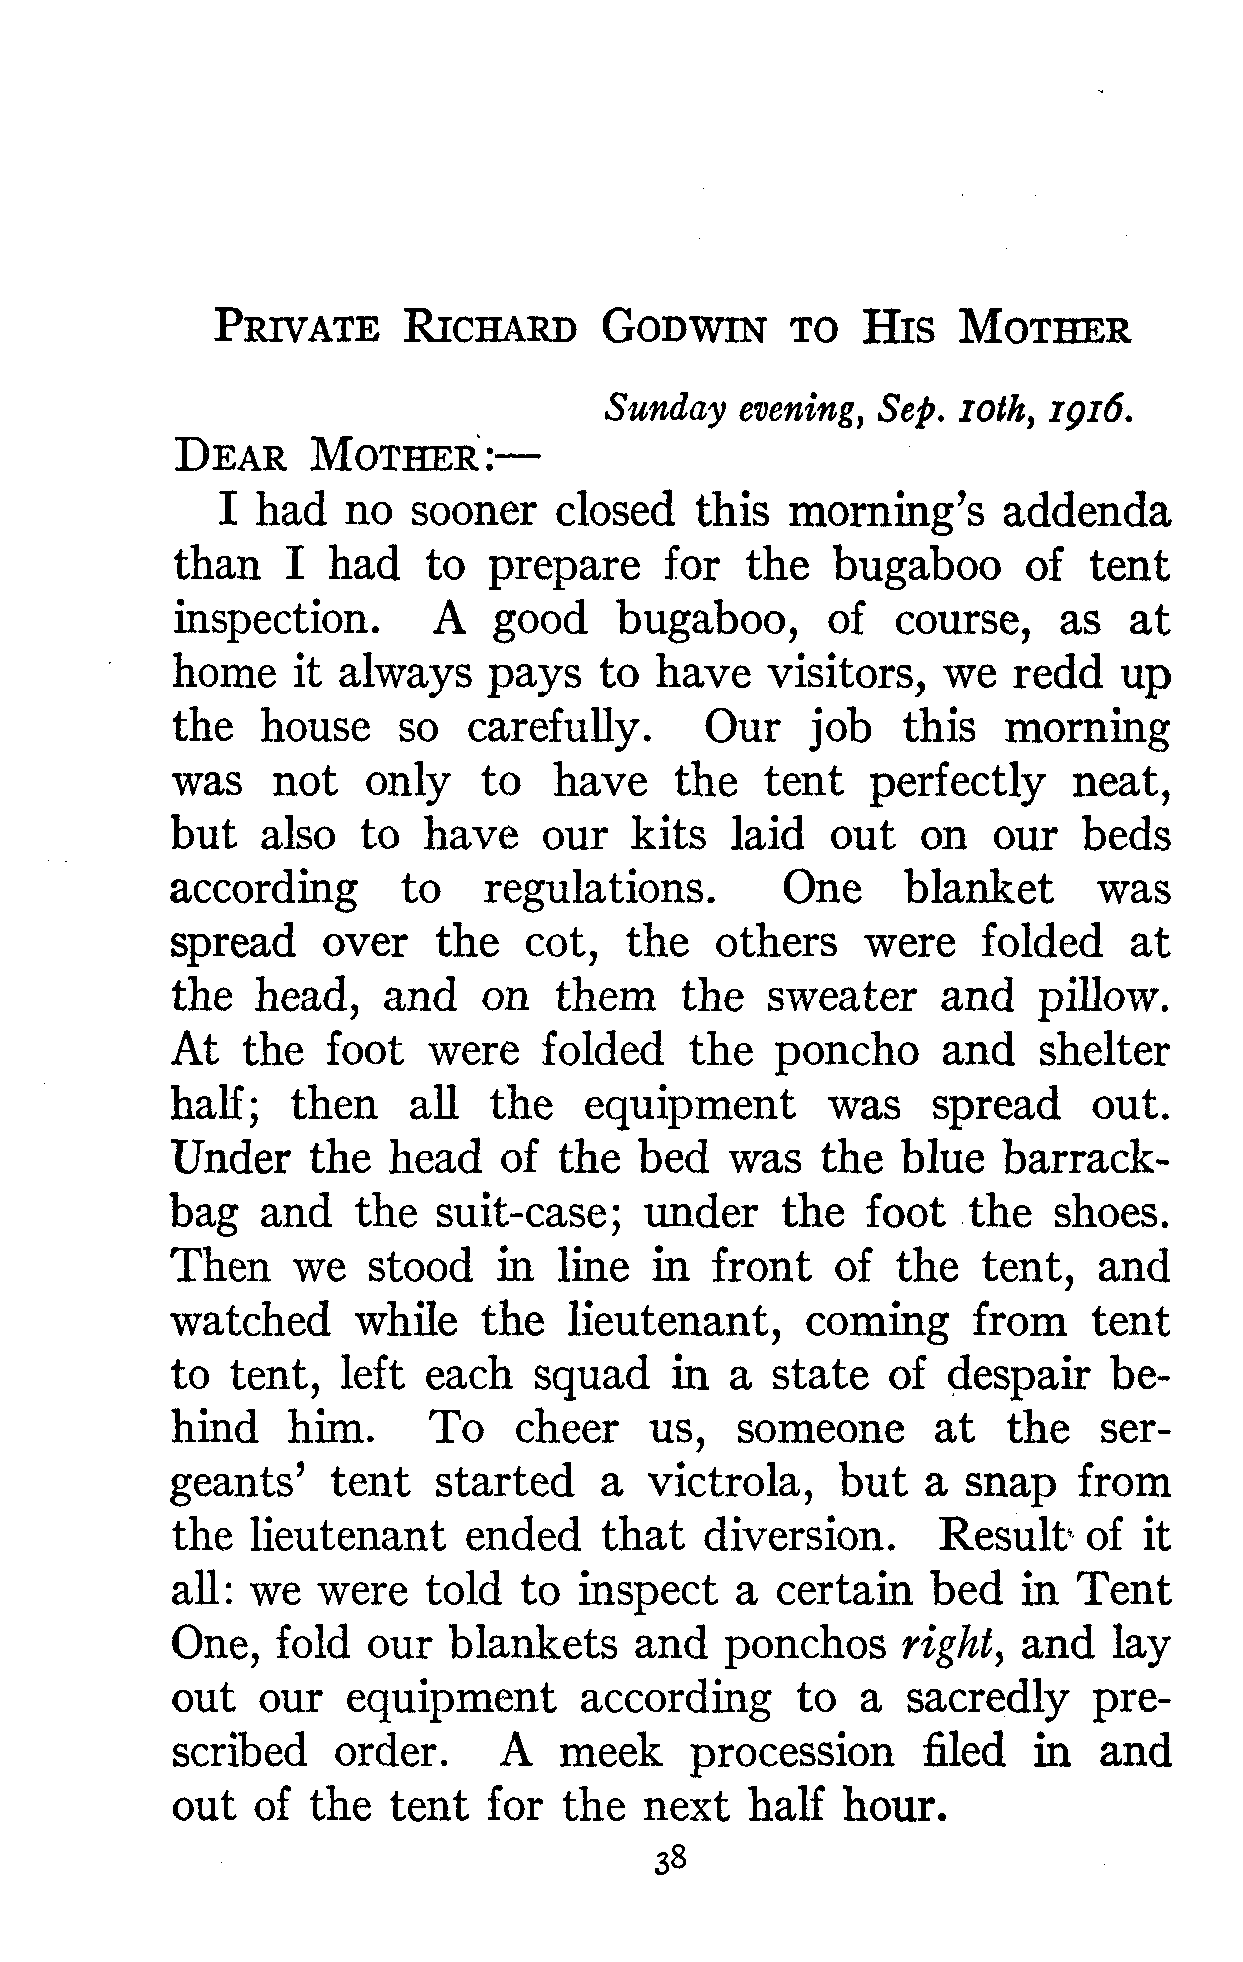 PRIVATE RICHARD GODWIN TO HIS MOTHER
Sunday evening, Sep. 10th, 1916.
DEAR MOTHER:—
I had no sooner closed this morning's addenda
than I had to prepare for the bugaboo of tent
inspection. A good bugaboo, of course, as at
home it always pays to have visitors, we redd up
the house so carefully. Our job this morning
was not only to have the tent perfectly neat,
but also to have our kits laid out on our beds
according to regulations. One blanket was
spread over the cot, the others were folded at
the head, and on them the sweater and pillow.
At the foot were folded the poncho and shelter
half; then all the equipment was spread out.
Under the head of the bed was the blue barrack-
bag and the suit-case; under the foot the shoes.
Then we stood in line in front of the tent, and
watched while the lieutenant, coming from tent
to tent, left each squad in a state of despair be-
hind him. To cheer us, someone at the ser-
geants' tent started a victrola, but a snap from
the lieutenant ended that diversion. Result of it
all: we were told to inspect a certain bed in Tent
One, fold our blankets and ponchos right, and lay
out our equipment according to a sacredly pre-
scribed order. A meek procession filed in and
out of the tent for the next half hour.
38